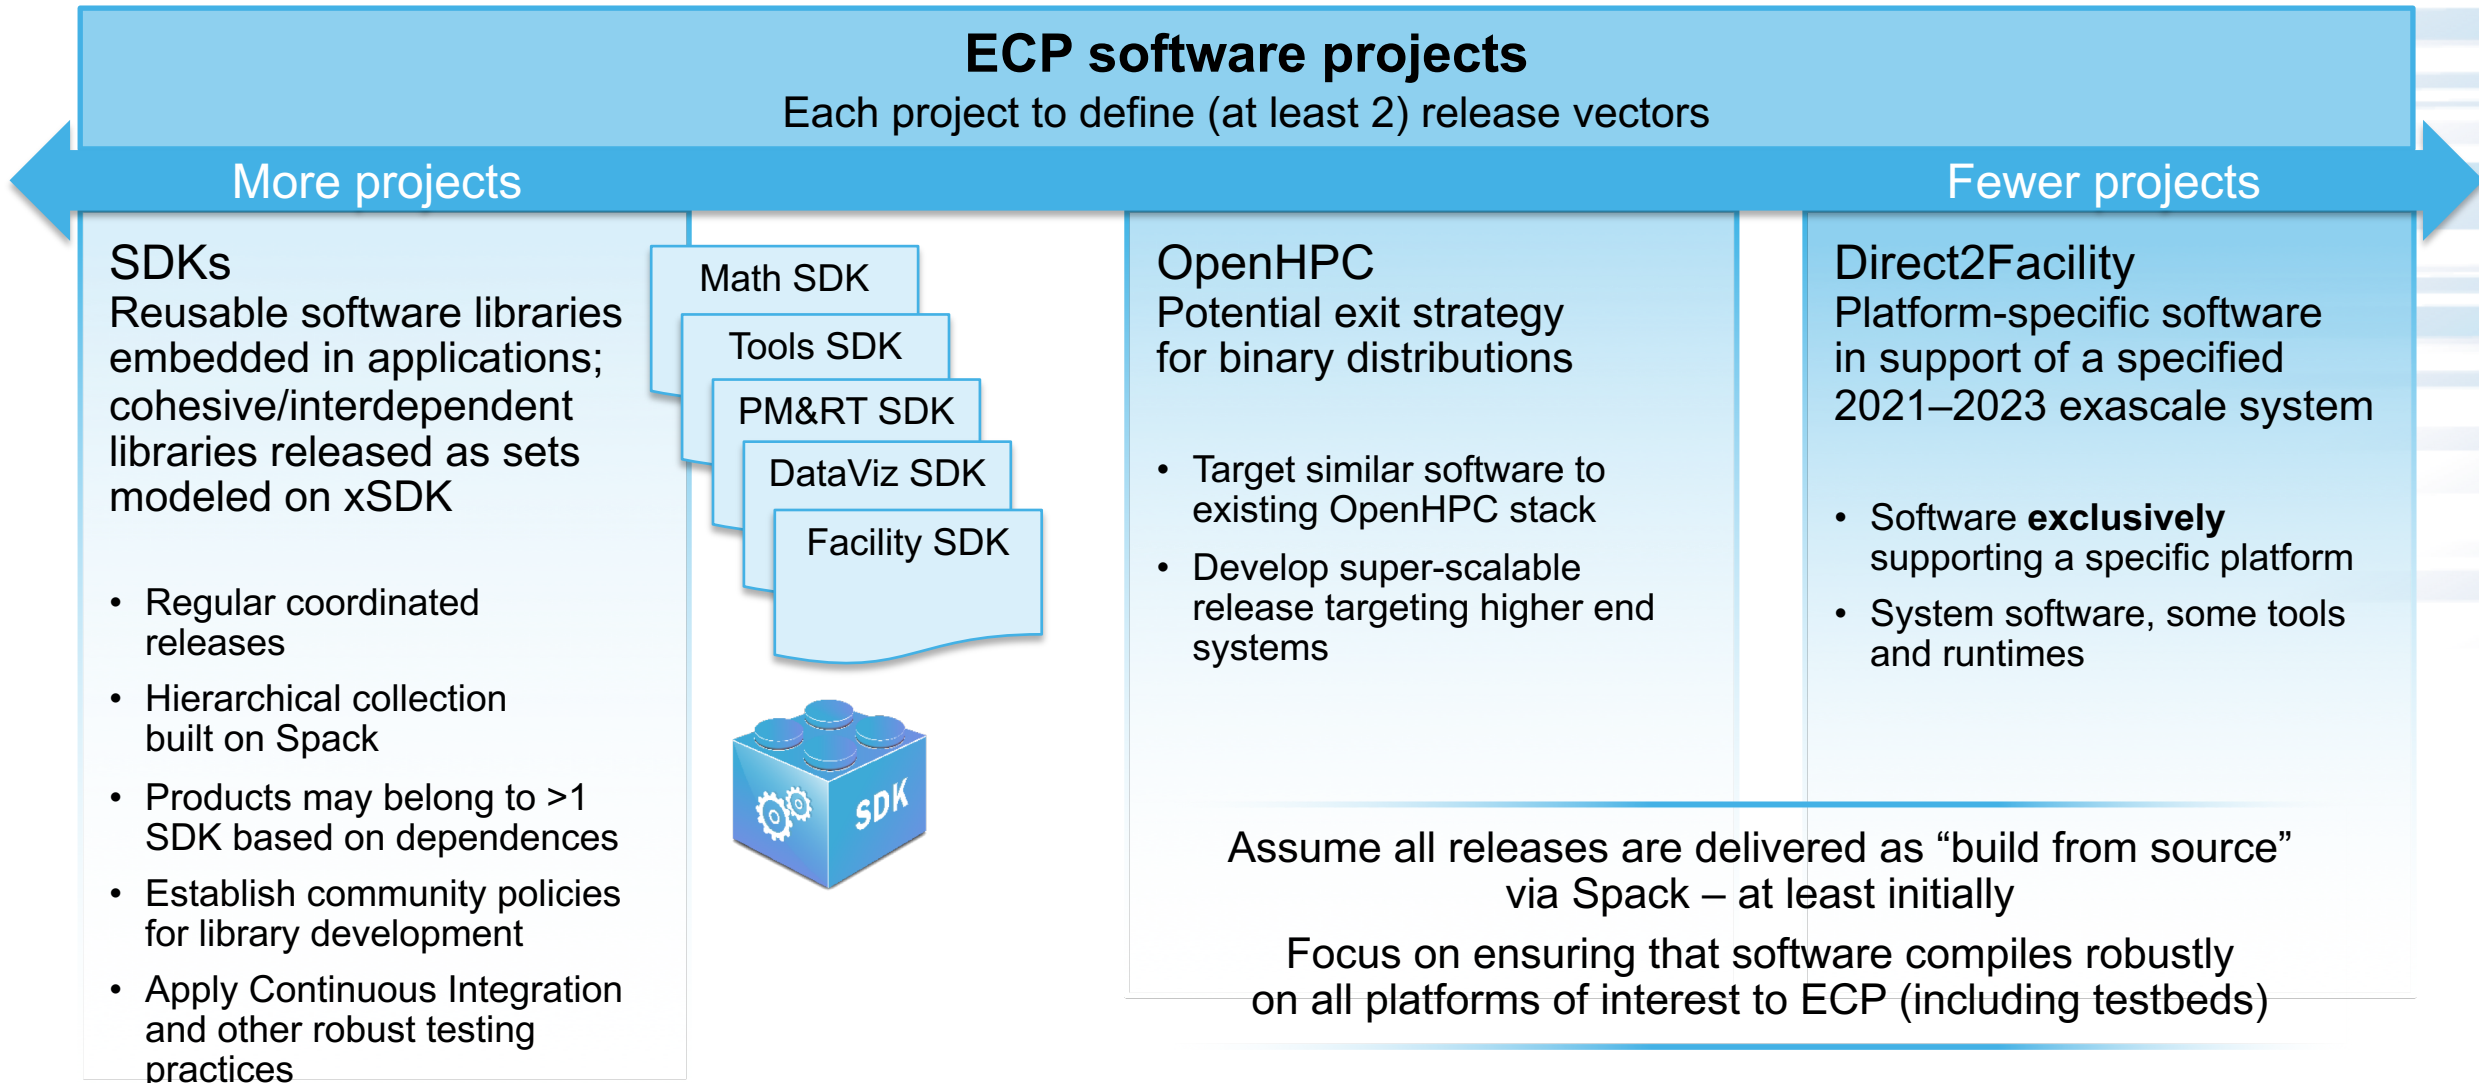 ECP software projects
Each project to define (at least 2) release vectors
More projects
Fewer projects
SDKs
Reusable software libraries
embedded in applications;
cohesive/interdependent
libraries released as sets
modeled on xSDK
• Regular coordinated
releases
• Hierarchical collection
built on Spack
• Products may belong to >1
SDK based on dependences
• Establish community policies
for library development
• Apply Continuous Integration
and other robust testing
practices
Math SDK
Tools SDK
PM&RT SDK
DataViz SDK
Facility SDK
SDK
OpenHPC
Potential exit strategy
for binary distributions
• Target similar software to
existing OpenHPC stack
• Develop super-scalable
release targeting higher end
systems
Direct2Facility
Platform-specific software
in support of a specified
2021–2023 exascale system
• Software exclusively
supporting a specific platform
• System software, some tools
and runtimes
Assume all releases are delivered as “build from source”
via Spack – at least initially
Focus on ensuring that software compiles robustly
on all platforms of interest to ECP (including testbeds)